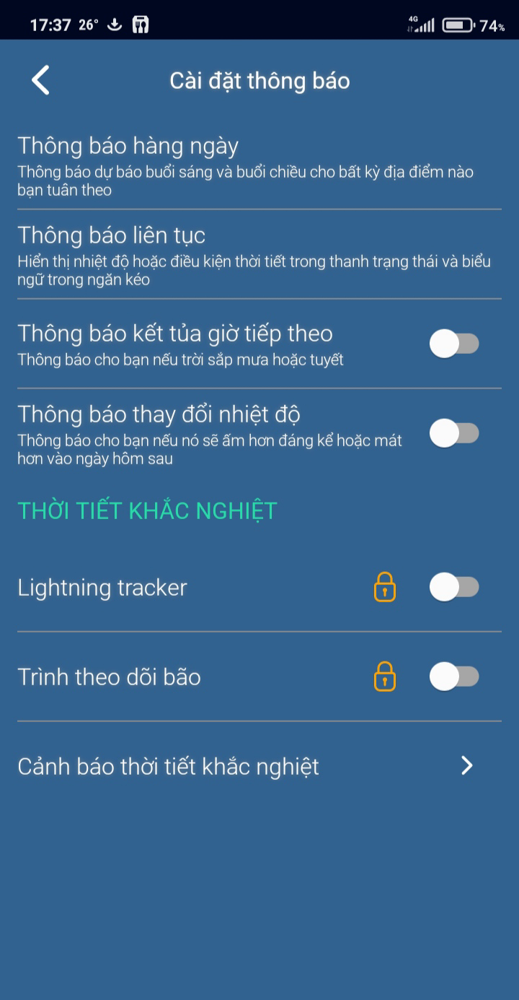 17:37 26° 4G 74%
Cài đặt thông báo
Thông báo hàng ngày
Thông báo dự báo buổi sáng và buổi chiều cho bất kỳ địa điểm nào
bạn tuân theo
Thông báo liên tục
Hiển thị nhiệt độ hoặc điều kiện thời tiết trong thanh trạng thái và biểu
ngữ trong ngăn kéo
Thông báo kết tủa giờ tiếp theo
Thông báo cho bạn nếu trời sắp mưa hoặc tuyết
Thông báo thay đổi nhiệt độ
Thông báo cho bạn nếu nó sẽ ấm hơn đáng kể hoặc mát
hơn vào ngày hôm sau
THỜI TIẾT KHẮC NGHIỆT
Lightning tracker
Trình theo dõi bão
Cảnh báo thời tiết khắc nghiệt